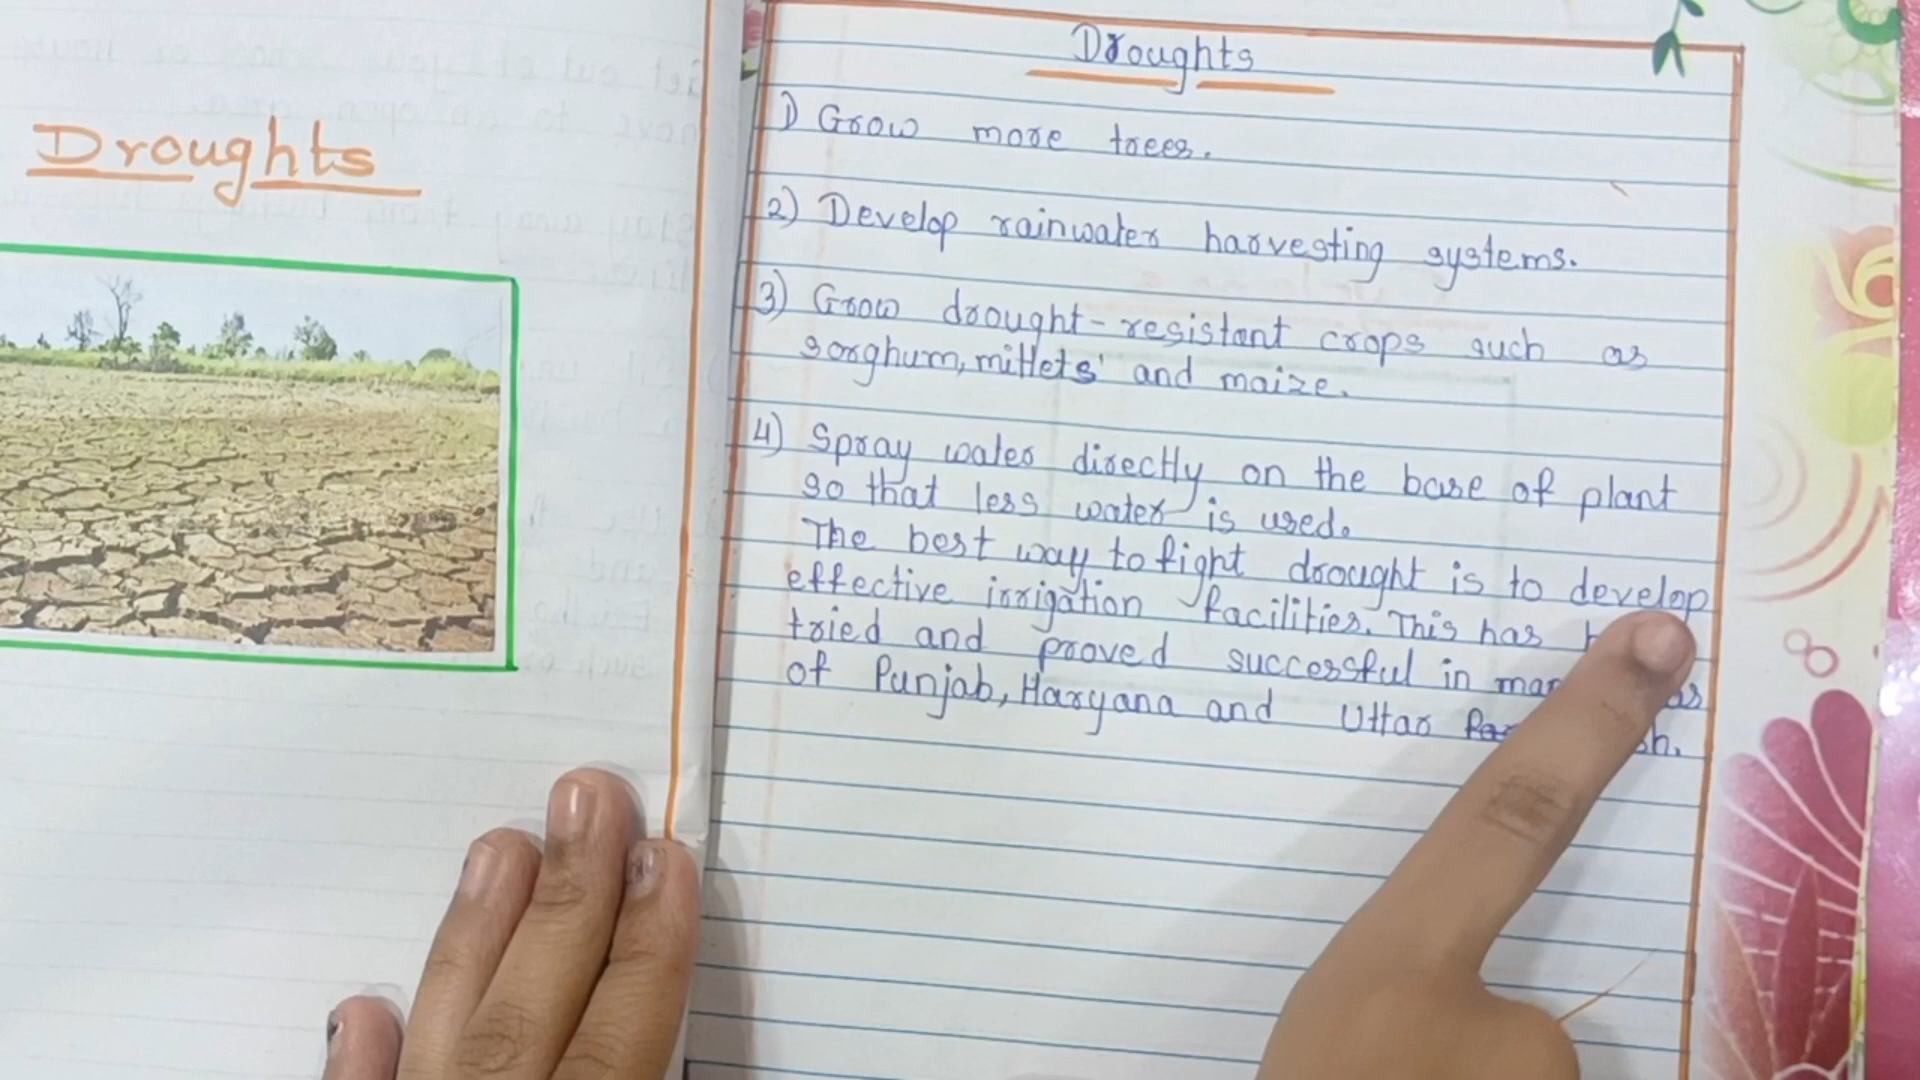 Droughts
Droughts
1) Grow more trees.
2) Develop rainwater harvesting systems.
3) Grow drought-resistant crops such as
sorghum, millets' and maize.
4) Spray water directly on the base of plant
so that less water is used.
The best way to fight drought is to develop
effective irrigation facilities. This has
tried and proved successful in
of Punjab, Haryana and Uttar